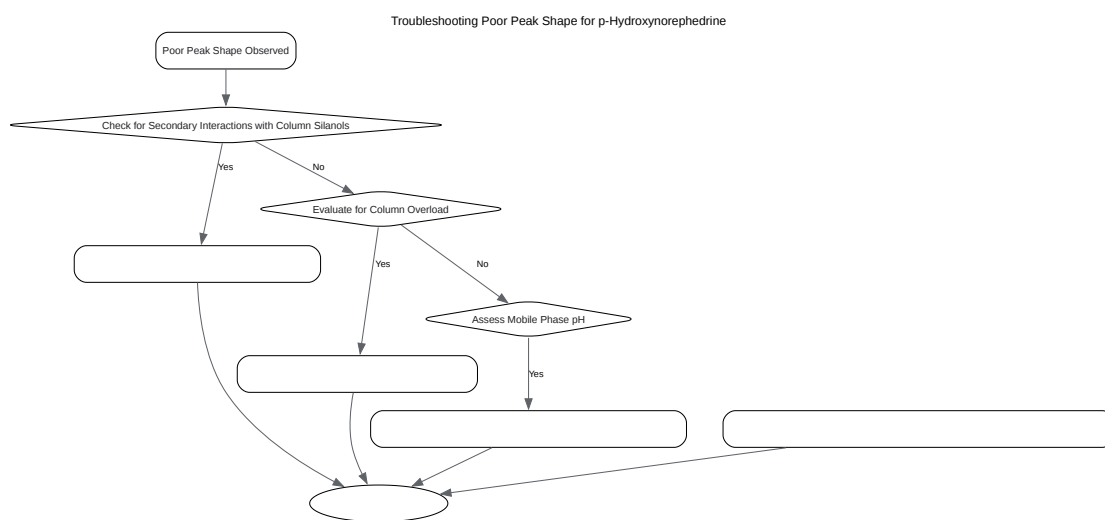 Troubleshooting Poor Peak Shape for p-Hydroxynorephedrine
Poor Peak Shape Observed
Check for Secondary Interactions with Column Silanols
Yes
No
Evaluate for Column Overload
Yes
No
Assess Mobile Phase pH
Yes